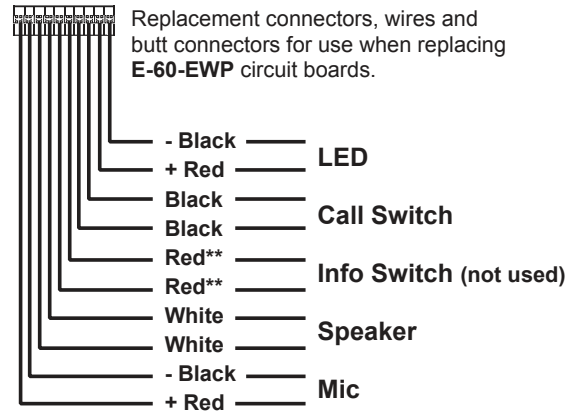 Replacement connectors, wires and
butt connectors for use when replacing
E-60-EWP circuit boards.
- Black
+ Red
LED
Black
Black
Call Switch
Red**
Red**
Info Switch (not used)
White
White
Speaker
- Black
+ Red
Mic